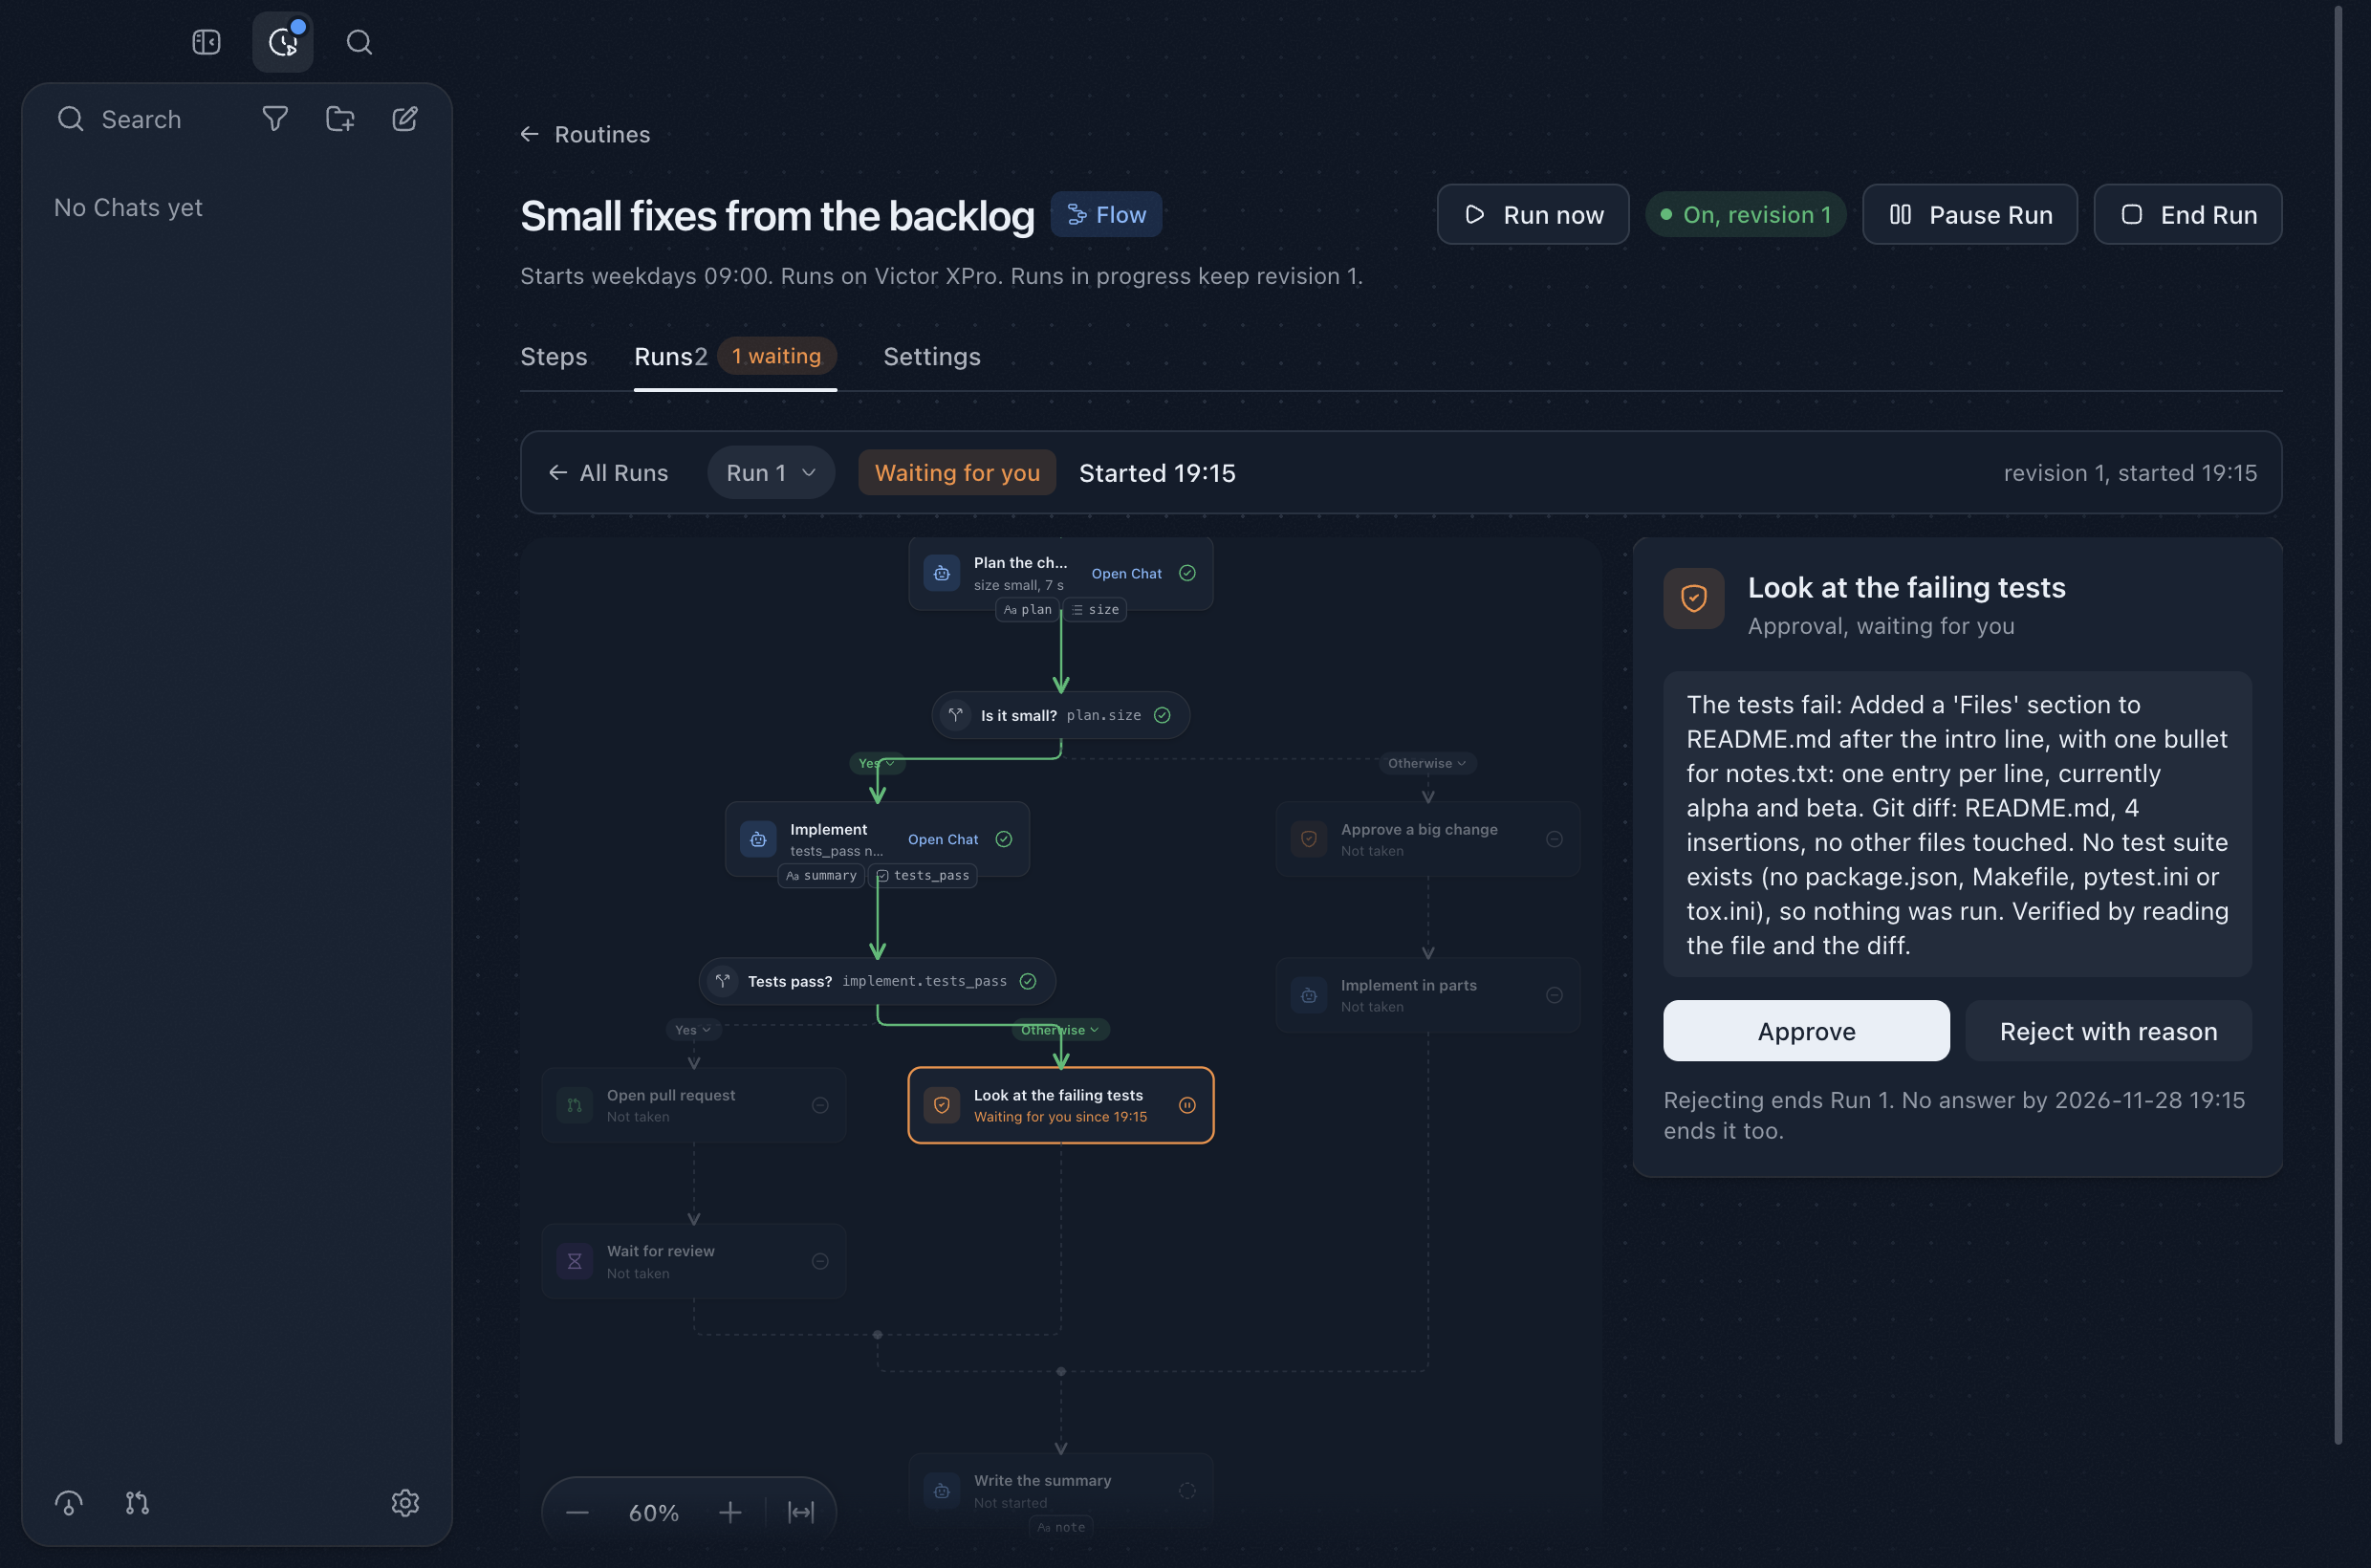 Search
No Chats yet
Routines
Small fixes from the backlog
Flow
Run now
On, revision 1
Pause Run
End Run
Starts weekdays 09:00. Runs on Victor XPro. Runs in progress keep revision 1.
Steps
Runs2
1 waiting
Settings
All Runs
Run 1
Waiting for you
Started 19:15
revision 1, started 19:15
Plan the ch...
size small, 7 s
Open Chat
Aa plan
size
Is it small? plan.size
Yes
Otherwise
Implement
tests_pass n...
Open Chat
Aa summary
tests_pass
Approve a big change
Not taken
Tests pass? implement.tests_pass
Implement in parts
Not taken
Yes
Otherwise
Open pull request
Not taken
Look at the failing tests
Waiting for you since 19:15
Wait for review
Not taken
Write the summary
Not started
Aa note
60%
Look at the failing tests
Approval, waiting for you
The tests fail: Added a 'Files' section to
README.md after the intro line, with one bullet
for notes.txt: one entry per line, currently
alpha and beta. Git diff: README.md, 4
insertions, no other files touched. No test suite
exists (no package.json, Makefile, pytest.ini or
tox.ini), so nothing was run. Verified by reading
the file and the diff.
Approve
Reject with reason
Rejecting ends Run 1. No answer by 2026-11-28 19:15
ends it too.